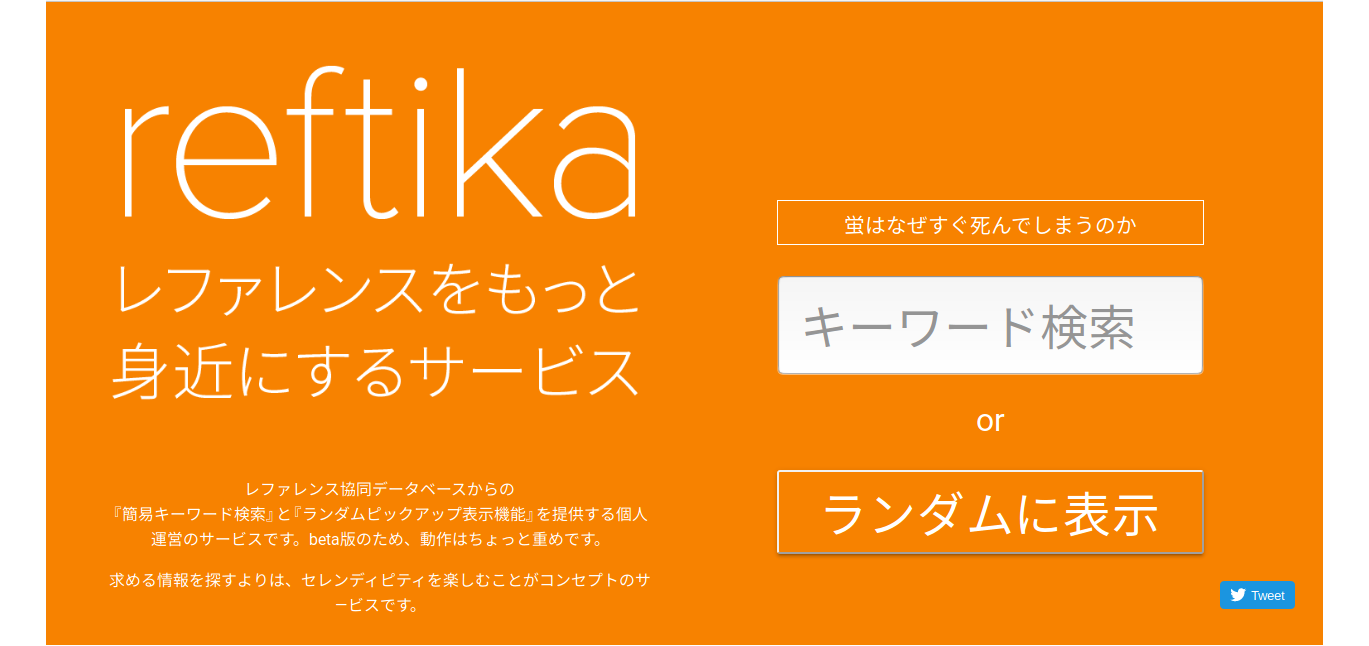 reftika
レファレンスをもっと
身近にするサービス
レファレンス協同データベースからの
『簡易キーワード検索』と『ランダムピックアップ表示機能』を提供する個人
運営のサービスです。beta版のため、動作はちょっと重めです。
求める情報を探すよりは、セレンディピティを楽しむことがコンセプトのサ
ービスです。
蛍はなぜすぐ死んでしまうのか
キーワード検索
or
ランダムに表示
Tweet